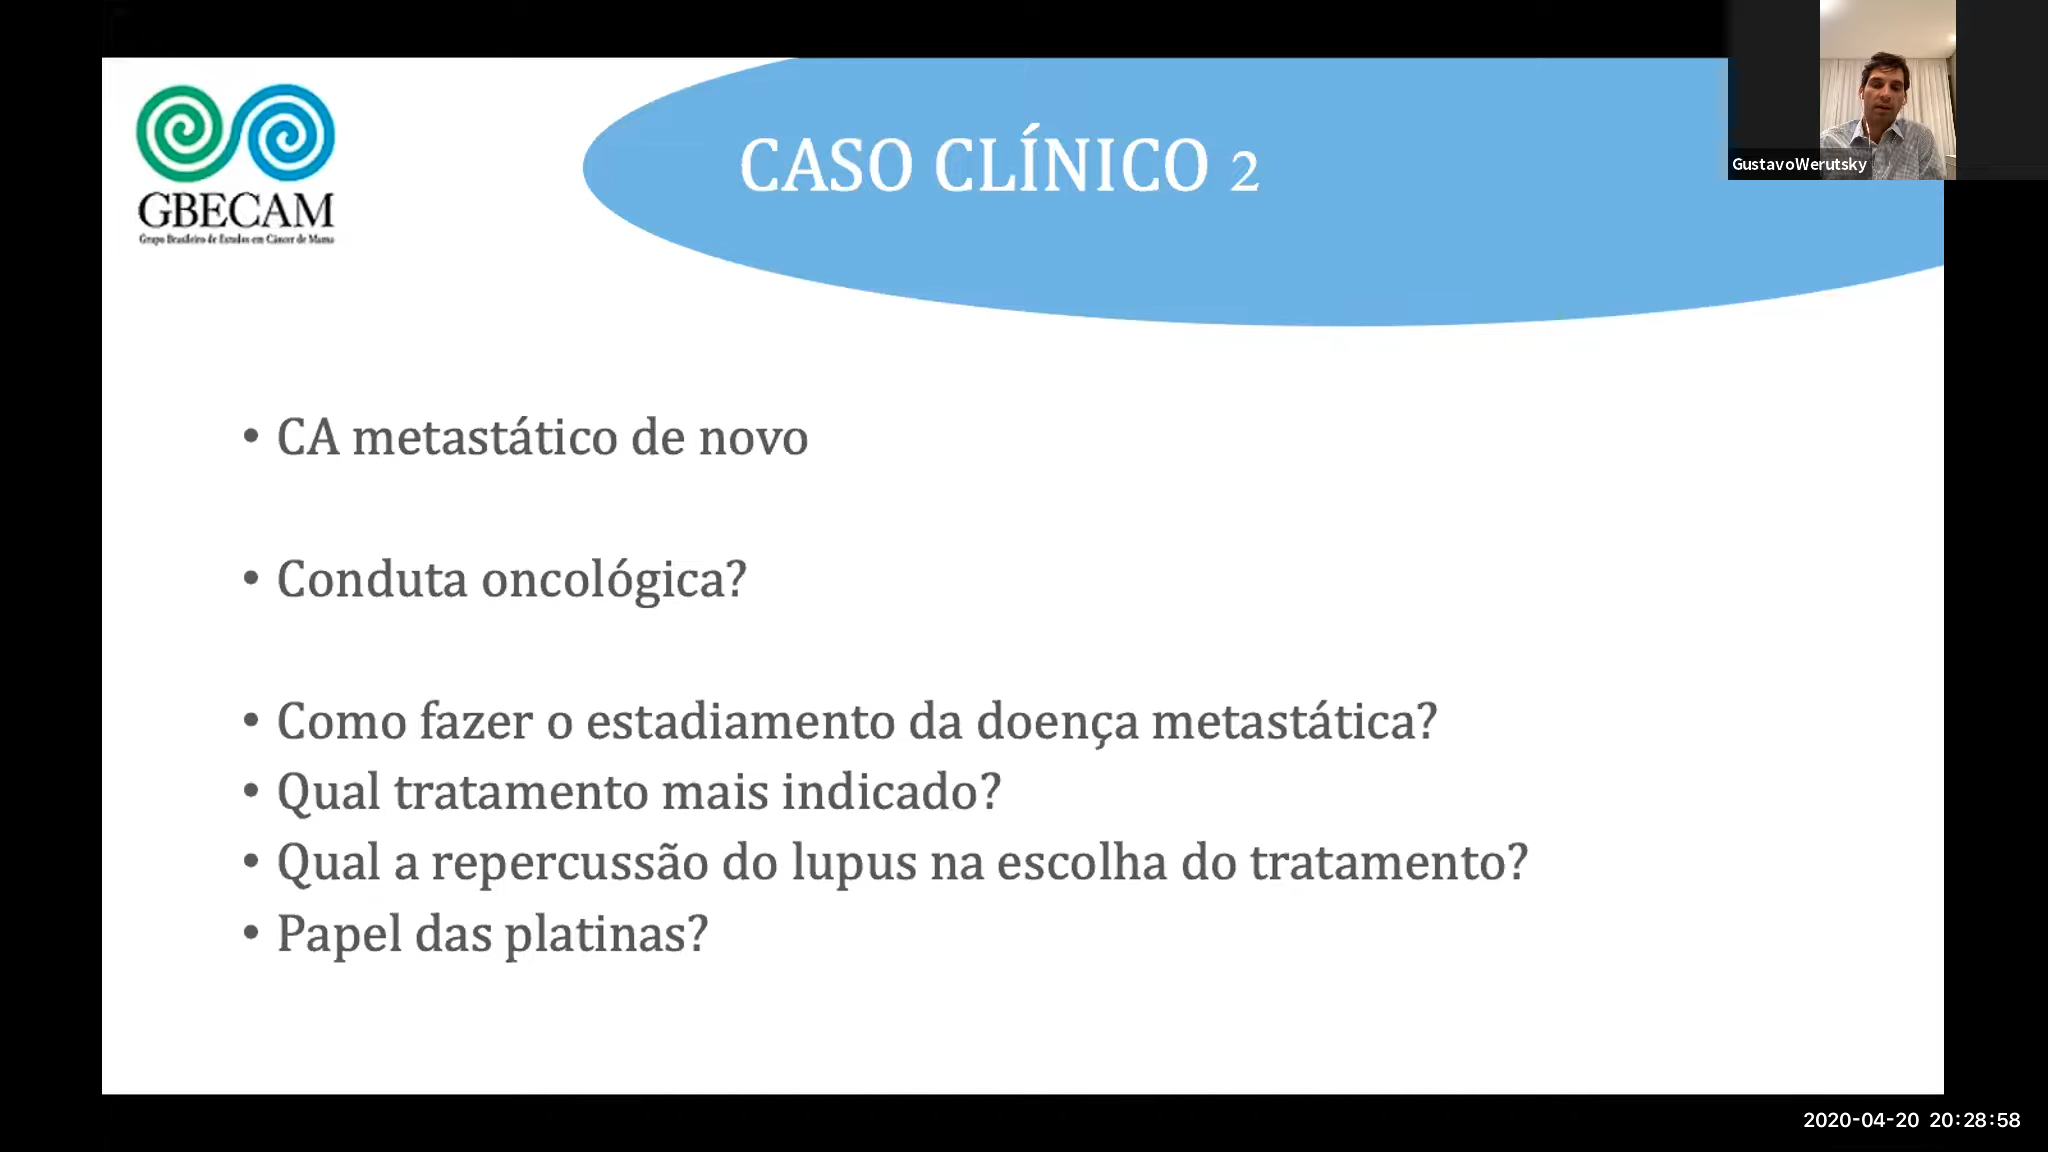 GustavoWerutsky
CASO CLÍNICO 2
GBECAM
Grupo Brasileiro de Estudos em Câncer de Mama
• CA metastático de novo
• Conduta oncológica?
• Como fazer o estadiamento da doença metastática?
• Qual tratamento mais indicado?
• Qual a repercussão do lupus na escolha do tratamento?
• Papel das platinas?
2020-04-20 20:28:58